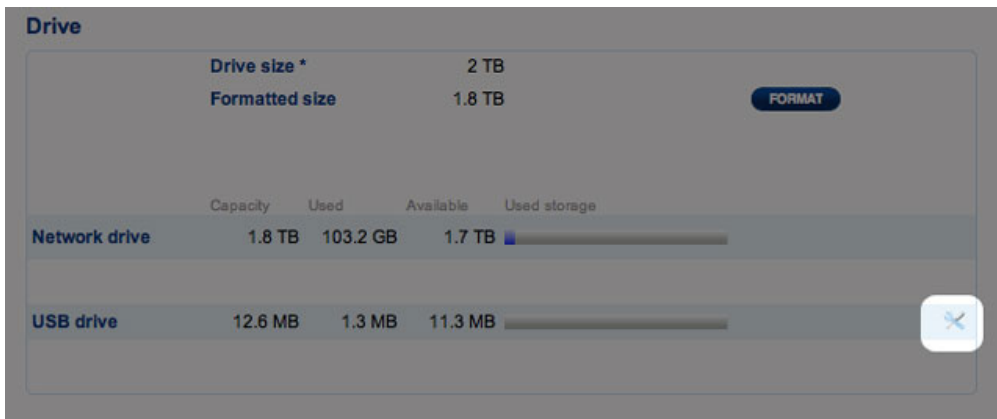 Drive
Drive size * 2 TB
Formatted size 1.8 TB FORMAT
Capacity Used Available Used storage
Network drive 1.8 TB 103.2 GB 1.7 TB
USB drive 12.6 MB 1.3 MB 11.3 MB